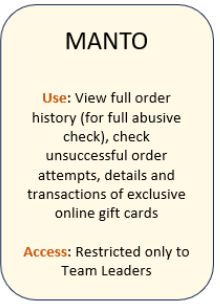 MANTO
Use: View full order
history (for full abusive
check), check
unsuccessful order
attempts, details and
transactions of exclusive
online gift cards
Access: Restricted only to
Team Leaders